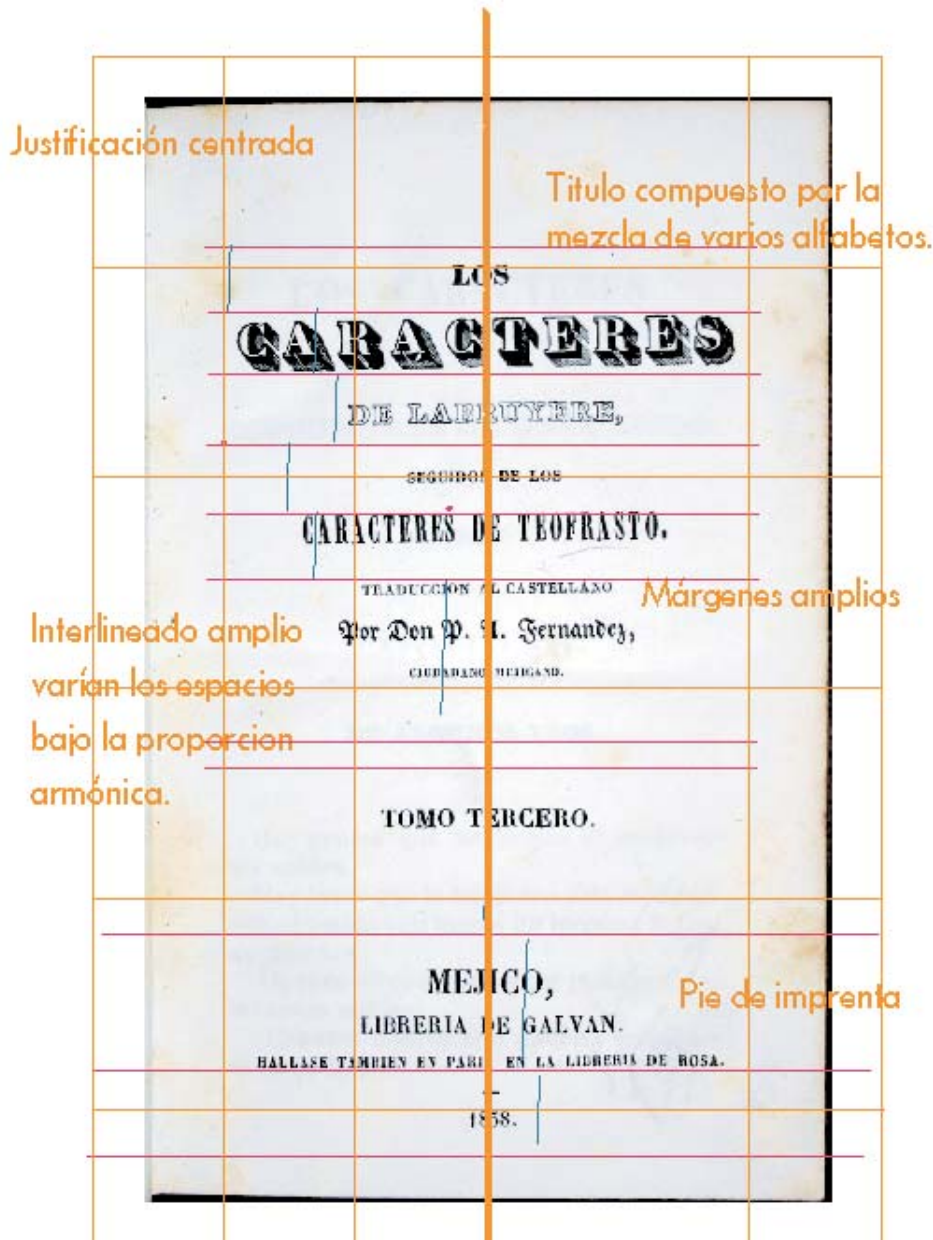 Justificación centrada
Titulo compuesto por la
mezcla de varios alfabetos.
LOS
CARACTERES
DE LABRUYERE,
SEGUIDOS DE LOS
CARACTERES DE TEOFRASTO.
TRADUCCION AL CASTELLANO
Márgenes amplios
Por Don P. A. Fernandez,
Interlineado amplio
varían los espacios
bajo la proporcion
armónica.
CIUDADANO MEJICANO.
TOMO TERCERO.
MEJICO,
Pie de imprenta
LIBRERIA DE GALVAN.
HALLASE TAMBIEN EN PARIS EN LA LIBRERIA DE ROSA.
1838.